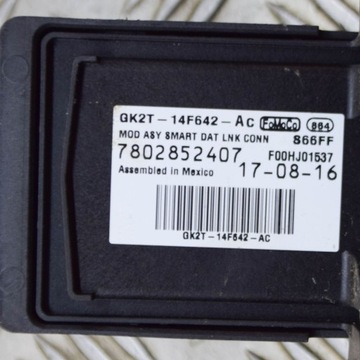 GK2T-14F642-AC FoMoCo 864
MOD ASY SMART DAT LNK CONN S66FF
7802852407 F00HJ01537
Assembled in Mexico 17-08-16
GK2T-14F642-AC